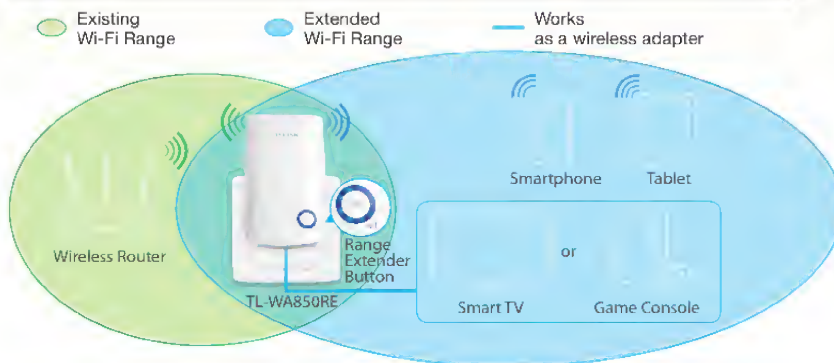 Existing
Wi-Fi Range
Extended
Wi-Fi Range
Works
as a wireless adapter
Smartphone
Tablet
Wireless Router
Range
Extender
Button
or
TL-WA850RE
Smart TV
Game Console